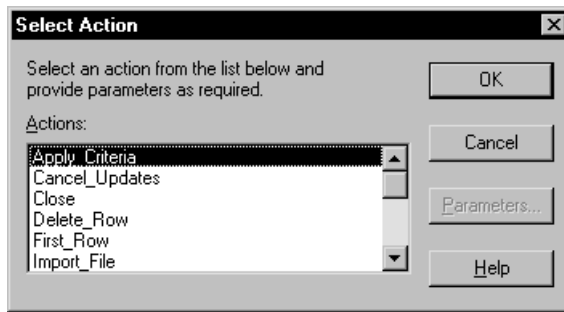 Select Action
Select an action from the list below and
provide parameters as required.
Actions:
Apply_Criteria
Cancel_Updates
Close
Delete_Row
First_Row
Import_File
OK
Cancel
Parameters...
Help